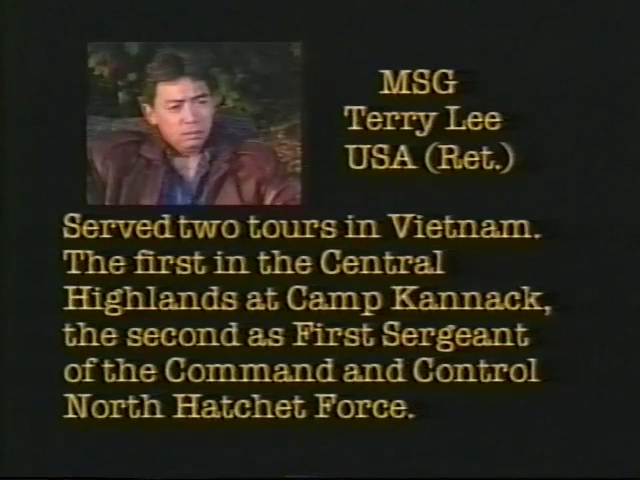 MSG
Terry Lee
USA (Ret.)
Served two tours in Vietnam.
The first in the Central
Highlands at Camp Kannack,
the second as First Sergeant
of the Command and Control
North Hatchet Force.